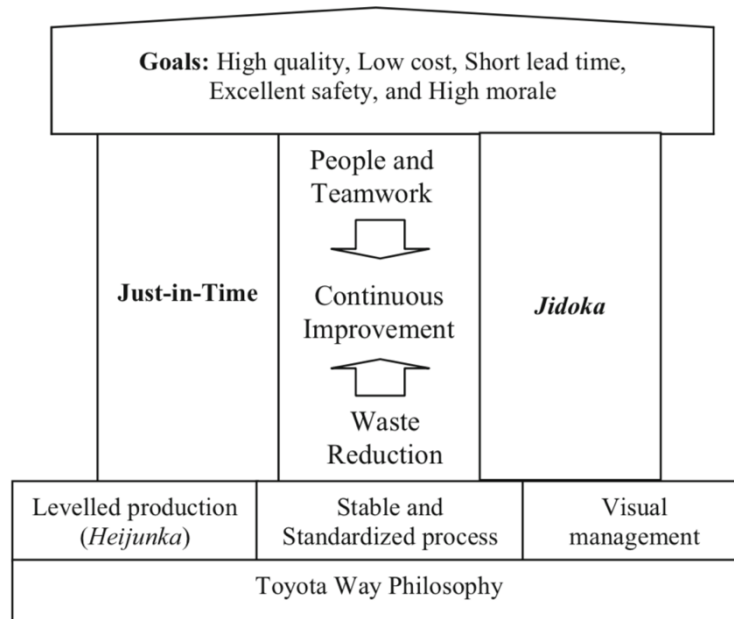 Goals: High quality, Low cost, Short lead time,
Excellent safety, and High morale
Just-in-Time
People and
Teamwork
Continuous
Improvement
Waste
Reduction
Jidoka
Levelled production
(Heijunka)
Stable and
Standardized process
Visual
management
Toyota Way Philosophy